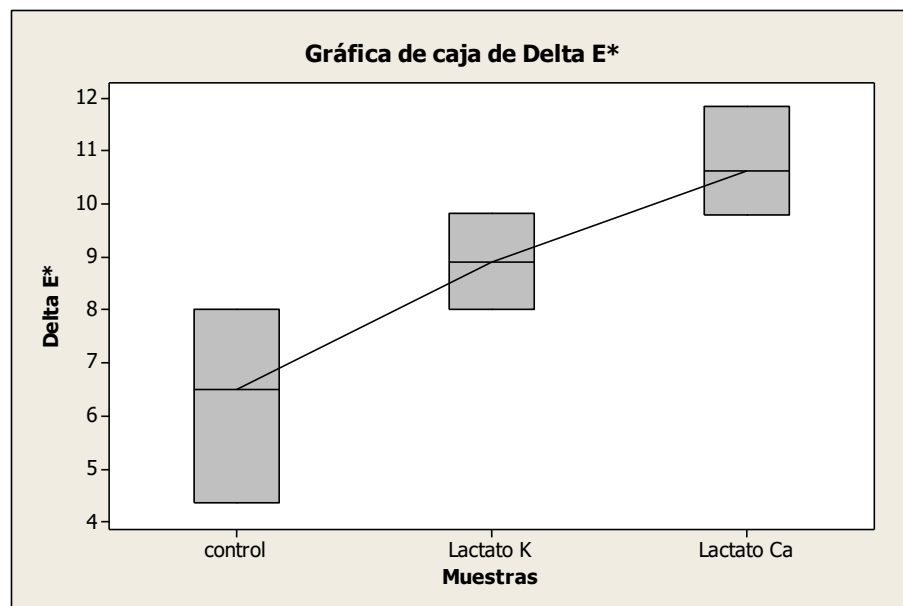 Gráfica de caja de Delta E*
12
11
10
9
8
7
6
5
4
Delta E*
control Lactato K Lactato Ca
Muestras